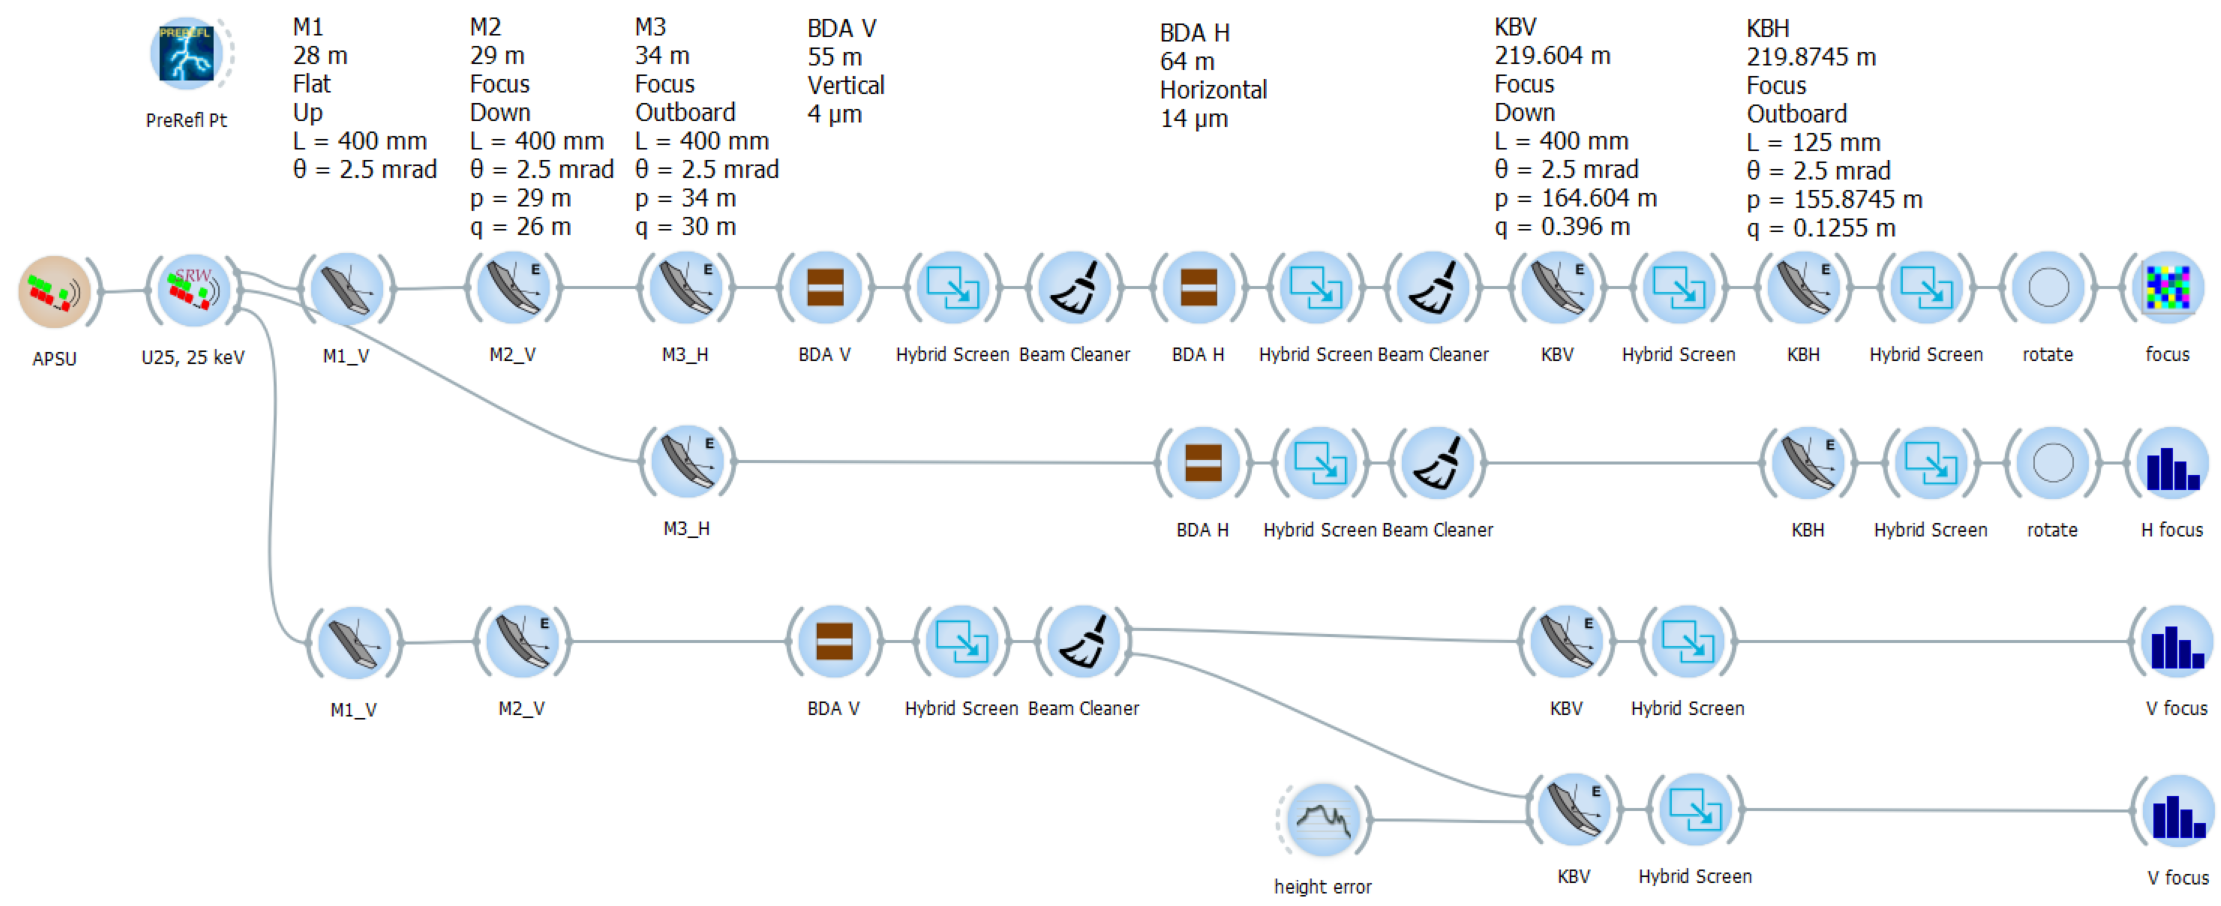 PREREFL
PreRefl Pt
M1
28 m
Flat
Up
L = 400 mm
θ = 2.5 mrad
M2
29 m
Focus
Down
L = 400 mm
θ = 2.5 mrad
p = 29 m
q = 26 m
M3
34 m
Focus
Outboard
L = 400 mm
θ = 2.5 mrad
p = 34 m
q = 30 m
BDA V
55 m
Vertical
4 µm
BDA H
64 m
Horizontal
14 µm
KBV
219.604 m
Focus
Down
L = 400 mm
θ = 2.5 mrad
p = 164.604 m
q = 0.396 m
KBH
219.8745 m
Focus
Outboard
L = 125 mm
θ = 2.5 mrad
p = 155.8745 m
q = 0.1255 m
SRW
E
E
E
E
APSU
U25, 25 keV
M1_V
M2_V
M3_H
BDA V
Hybrid Screen
Beam Cleaner
BDA H
Hybrid Screen
Beam Cleaner
KBV
Hybrid Screen
KBH
Hybrid Screen
rotate
focus
E
E
M3_H
BDA H
Hybrid Screen
Beam Cleaner
KBH
Hybrid Screen
rotate
H focus
E
E
M1_V
M2_V
BDA V
Hybrid Screen
Beam Cleaner
KBV
Hybrid Screen
V focus
E
height error
KBV
Hybrid Screen
V focus